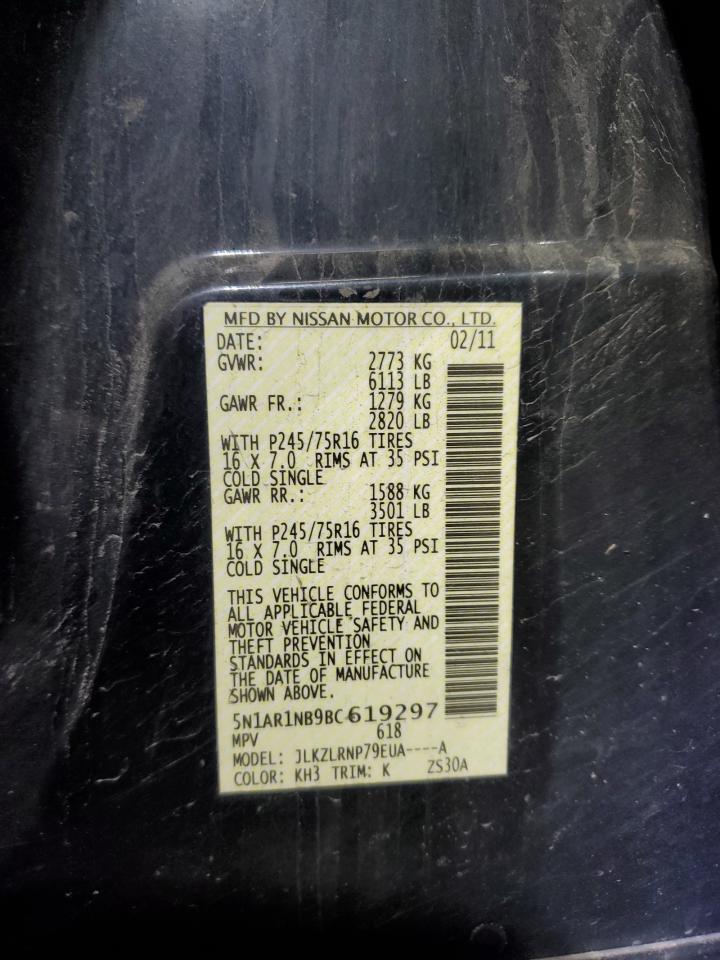 MFD BY NISSAN MOTOR CO., LTD.
DATE: 02/11
GVWR: 2773 KG
6113 LB
GAWR FR.: 1279 KG
2820 LB
WITH P245/75R16 TIRES
16 X 7.0 RIMS AT 35 PSI
COLD SINGLE
GAWR RR.: 1588 KG
3501 LB
WITH P245/75R16 TIRES
16 X 7.0 RIMS AT 35 PSI
COLD SINGLE
THIS VEHICLE CONFORMS TO
ALL APPLICABLE FEDERAL
MOTOR VEHICLE SAFETY AND
THEFT PREVENTION
STANDARDS IN EFFECT ON
THE DATE OF MANUFACTURE
SHOWN ABOVE.
5N1AR1NB9BC619297
MPV 618
MODEL: JLKZLRNP79EUA----A
COLOR: KH3 TRIM: K ZS30A